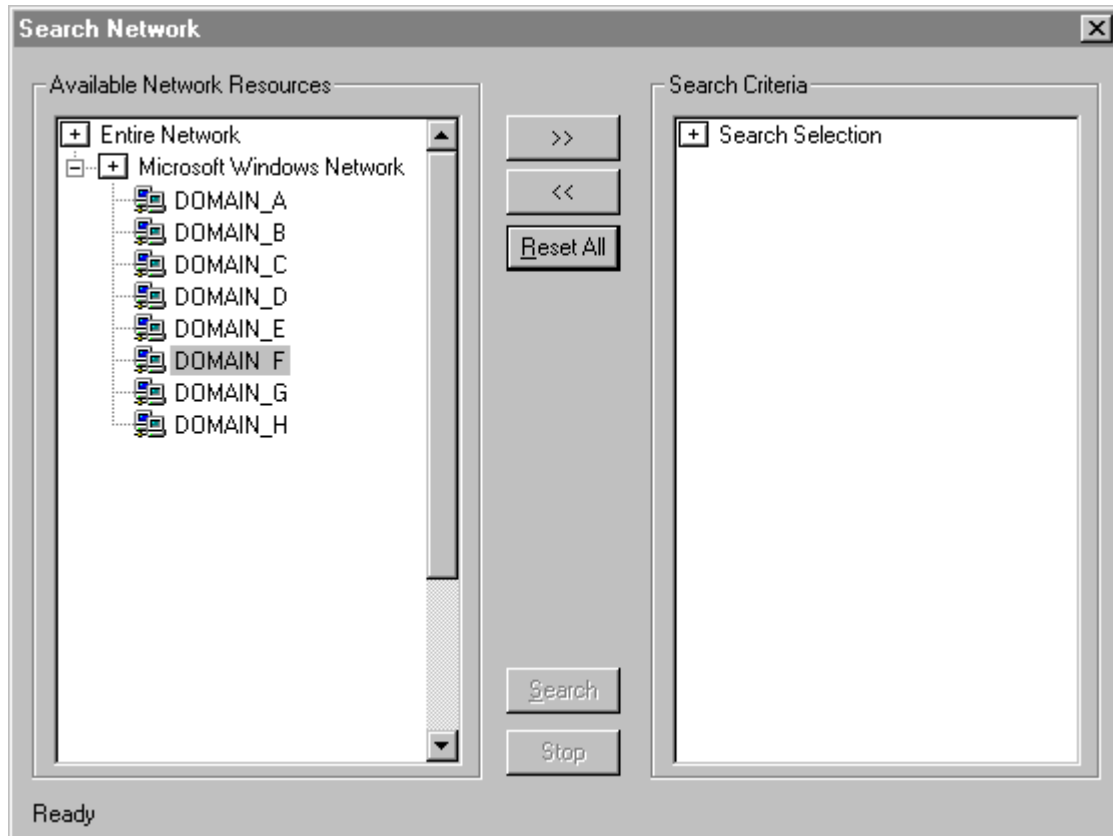 Search Network
Available Network Resources
Entire Network
Microsoft Windows Network
DOMAIN_A
DOMAIN_B
DOMAIN_C
DOMAIN_D
DOMAIN_E
DOMAIN F
DOMAIN_G
DOMAIN_H
>>
<<
Reset All
Search
Stop
Search Criteria
Search Selection
Ready